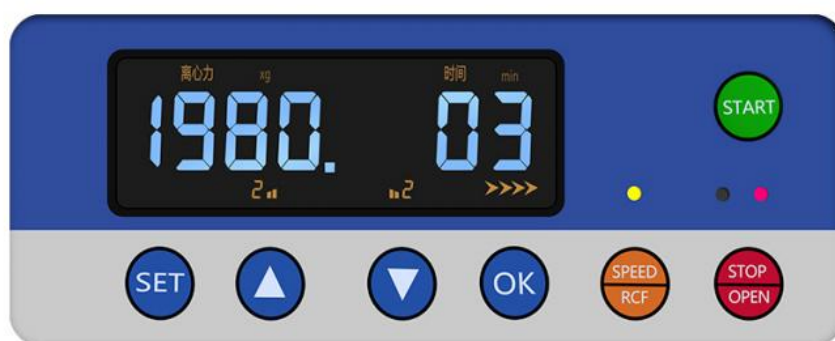 离心力 xg 时间 min
1980. 03
2 2
START
SET OK SPEED RCF STOP OPEN